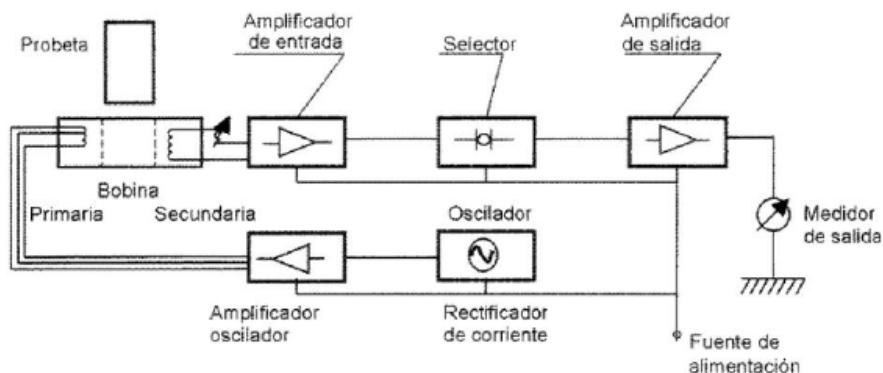 Probeta
Amplificador
de entrada
Selector
Amplificador
de salida
Bobina
Primaria
Secundaria
Oscilador
Medidor
de salida
Amplificador
oscilador
Rectificador
de corriente
Fuente de
alimentación